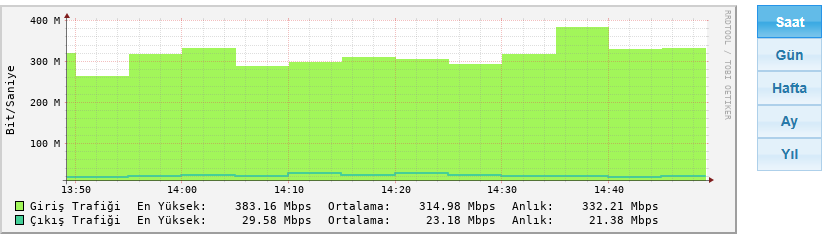 400 M
300 M
200 M
100 M
Bit/Saniye
13:50 14:00 14:10 14:20 14:30 14:40
RRDTOOL / TOBI OETIKER
Giriş Trafiği En Yüksek: 383.16 Mbps Ortalama: 314.98 Mbps Anlık: 332.21 Mbps
Çıkış Trafiği En Yüksek: 29.58 Mbps Ortalama: 23.18 Mbps Anlık: 21.38 Mbps
Saat
Gün
Hafta
Ay
Yıl